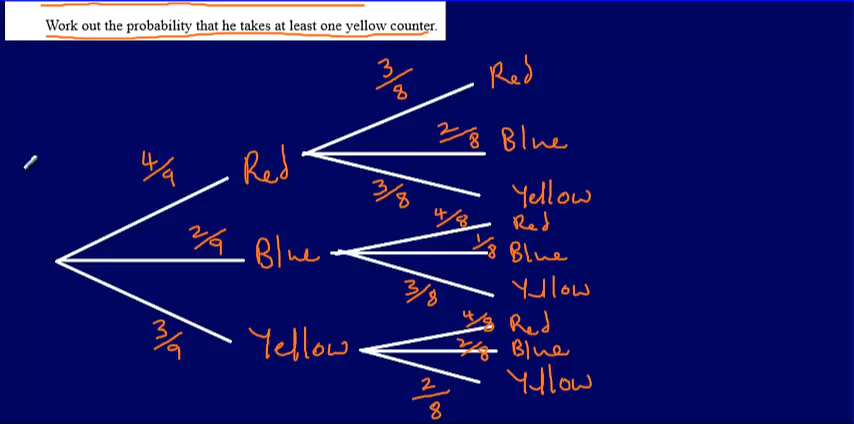 Work out the probability that he takes at least one yellow counter.
3/8 Red
4/9 Red 2/8 Blue
3/8 Yellow
4/8 Red
2/9 Blue 1/8 Blue
3/8 Yullow
4/8 Red
3/9 Yellow 2/8 Blue
2/8 Yullow